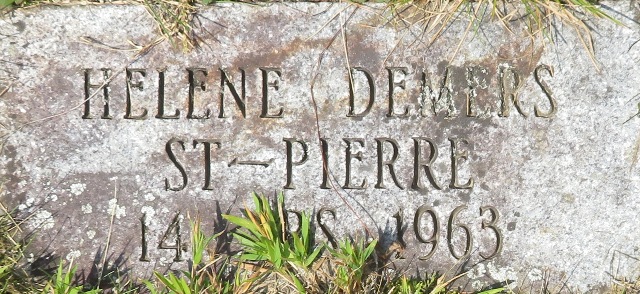 HELENE DEMERS
ST-PIERRE
14 1963